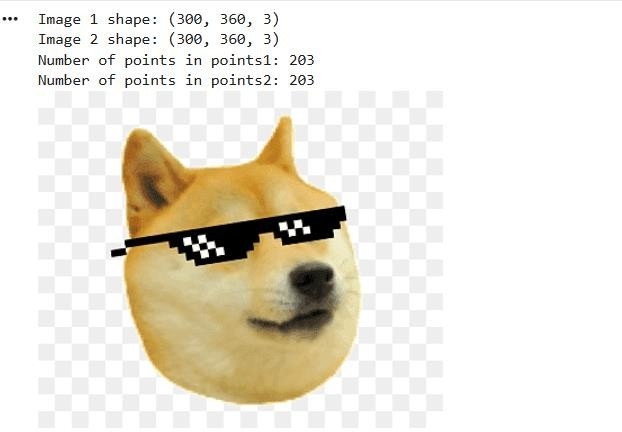 Image 1 shape: (300, 360, 3)
Image 2 shape: (300, 360, 3)
Number of points in points1: 203
Number of points in points2: 203